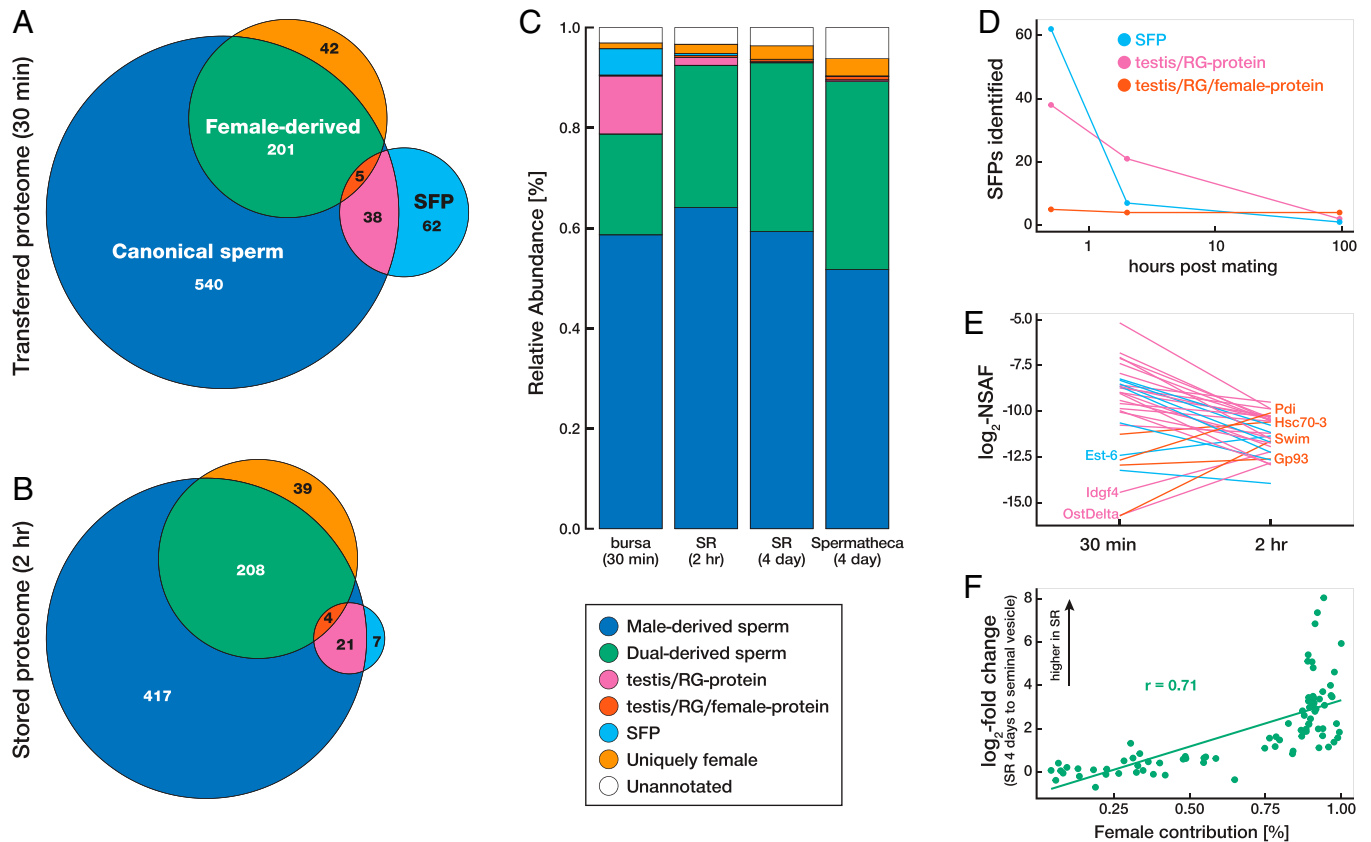 A
Transferred proteome (30 min)
42
Female-derived
201
5
38
SFP
62
Canonical sperm
540
B
Stored proteome (2 hr)
39
208
4
21
7
417
C
Relative Abundance [%]
1.0
0.8
0.6
0.4
0.2
0.0
bursa
(30 min)
SR
(2 hr)
SR
(4 day)
Spermatheca
(4 day)
Male-derived sperm
Dual-derived sperm
testis/RG-protein
testis/RG/female-protein
SFP
Uniquely female
Unannotated
D
SFPs identified
60
40
20
0
SFP
testis/RG-protein
testis/RG/female-protein
1
10
100
hours post mating
E
log2-NSAF
-5.0
-7.5
-10.0
-12.5
-15.0
Est-6
Idgf4
OstDelta
Pdi
Hsc70-3
Swim
Gp93
30 min
2 hr
F
log2-fold change
(SR 4 days to seminal vesicle)
higher in SR
8
6
4
2
0
r = 0.71
0.25
0.50
0.75
1.00
Female contribution [%]